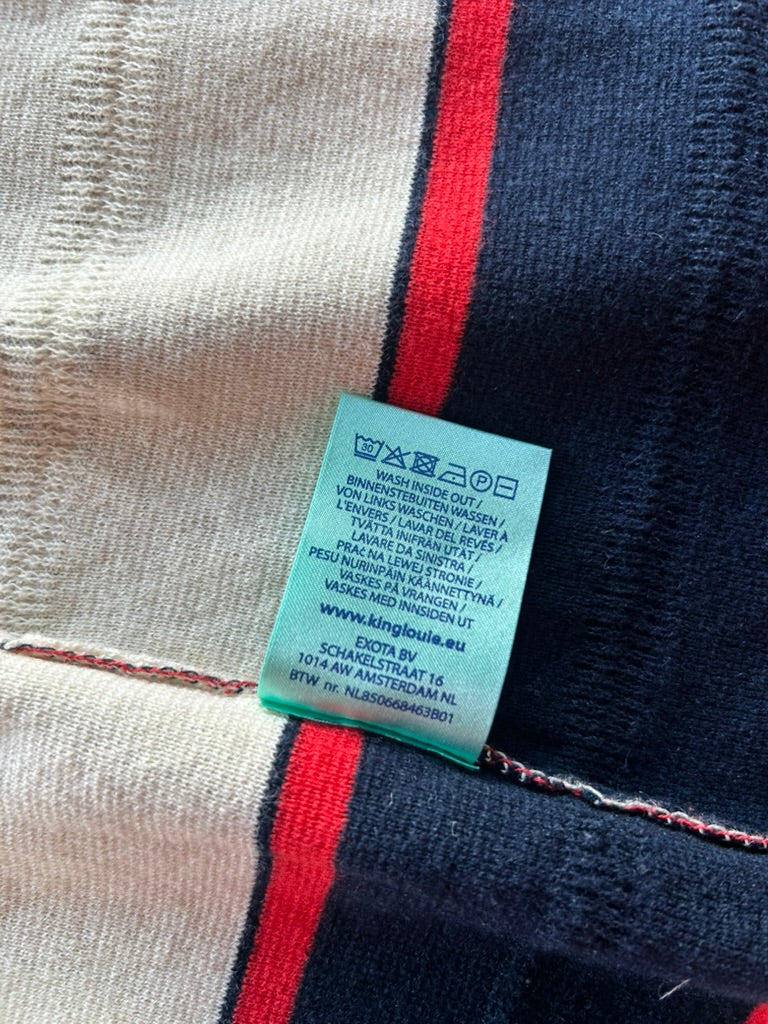 30
P
WASH INSIDE OUT /
BINNENSTEBUITEN WASSEN /
VON LINKS WASCHEN / LAVER À
L'ENVERS / LAVAR DEL REVÉS /
TVÄTTA INIFRÅN UTÅT /
LAVARE DA SINISTRA /
PRAĆ NA LEWEJ STRONIE /
PESU NURINPÄIN KÄÄNNETTYNÄ /
VASKES PÅ VRANGEN /
VASKES MED INNSIDEN UT
www.kinglouie.eu
EXOTA BV
SCHAKELSTRAAT 16
1014 AW AMSTERDAM NL
BTW nr. NL850668463B01